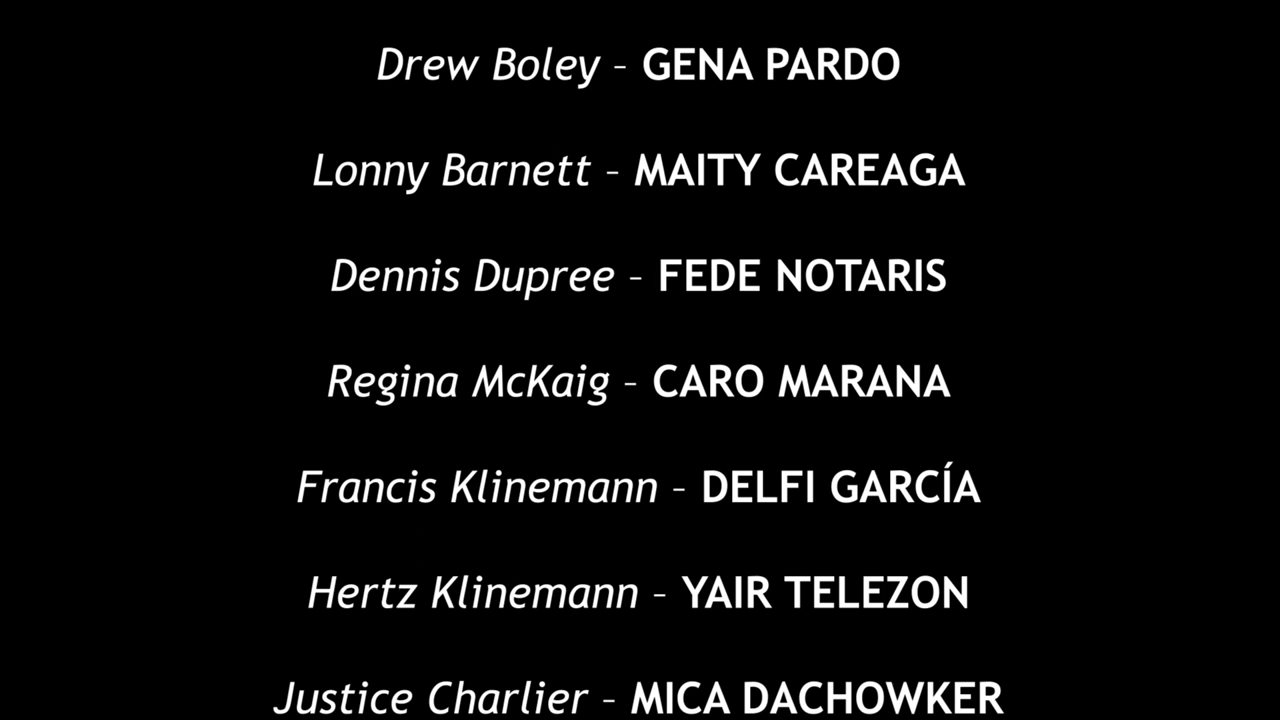 Drew Boley – GENA PARDO
Lonny Barnett – MAITY CAREAGA
Dennis Dupree – FEDE NOTARIS
Regina McKaig – CARO MARANA
Francis Klinemann – DELFI GARCÍA
Hertz Klinemann – YAIR TELEZON
Justice Charlier – MICA DACHOWKER